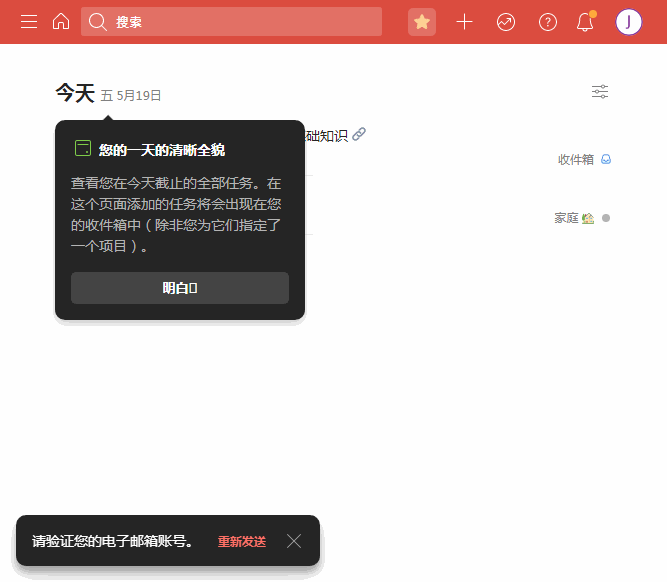 搜索
J
今天 五 5月19日
基础知识
您的一天的清晰全貌
收件箱
查看您在今天截止的全部任务。在
这个页面添加的任务将会出现在您
的收件箱中（除非您为它们指定了
一个项目）。
家庭
明白
请验证您的电子邮箱账号。 重新发送